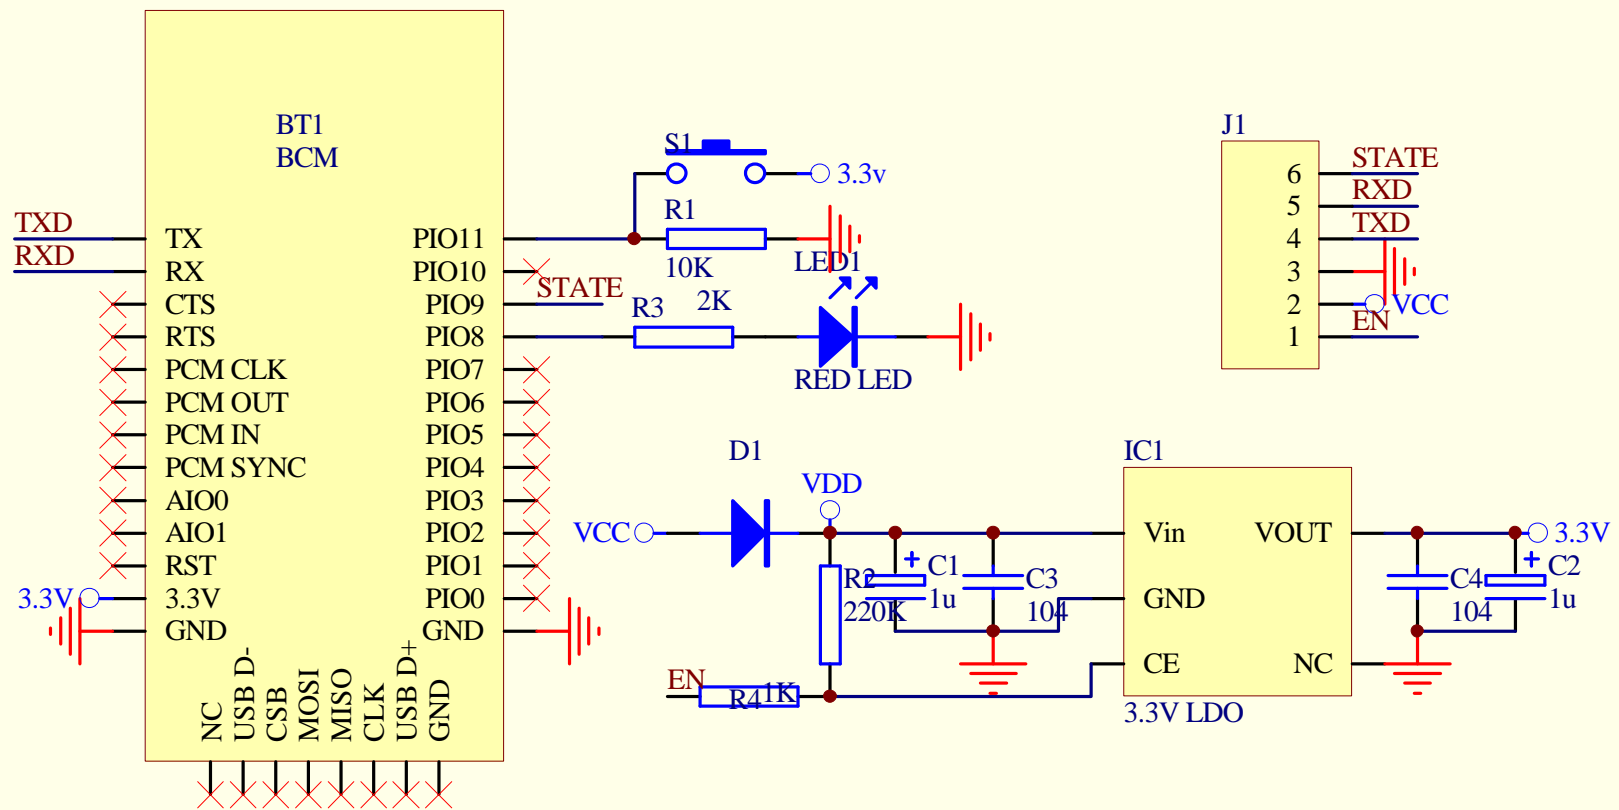 BT1
BCM
TXD
RXD
TX
RX
CTS
RTS
PCM CLK
PCM OUT
PCM IN
PCM SYNC
AIO0
AIO1
RST
3.3V
3.3V
GND
PIO11
PIO10
PIO9
PIO8
PIO7
PIO6
PIO5
PIO4
PIO3
PIO2
PIO1
PIO0
GND
NC
USB D-
CSB
MOSI
MISO
CLK
USB D+
GND
S1
3.3v
R1
10K
STATE
R3
2K
LED1
RED LED
J1
6
5
4
3
2
1
STATE
RXD
TXD
VCC
EN
D1
VCC
VDD
R2
220K
C1
1u
C3
104
EN
R4
1K
IC1
Vin
VOUT
GND
CE
NC
3.3V LDO
3.3V
C4
104
C2
1u